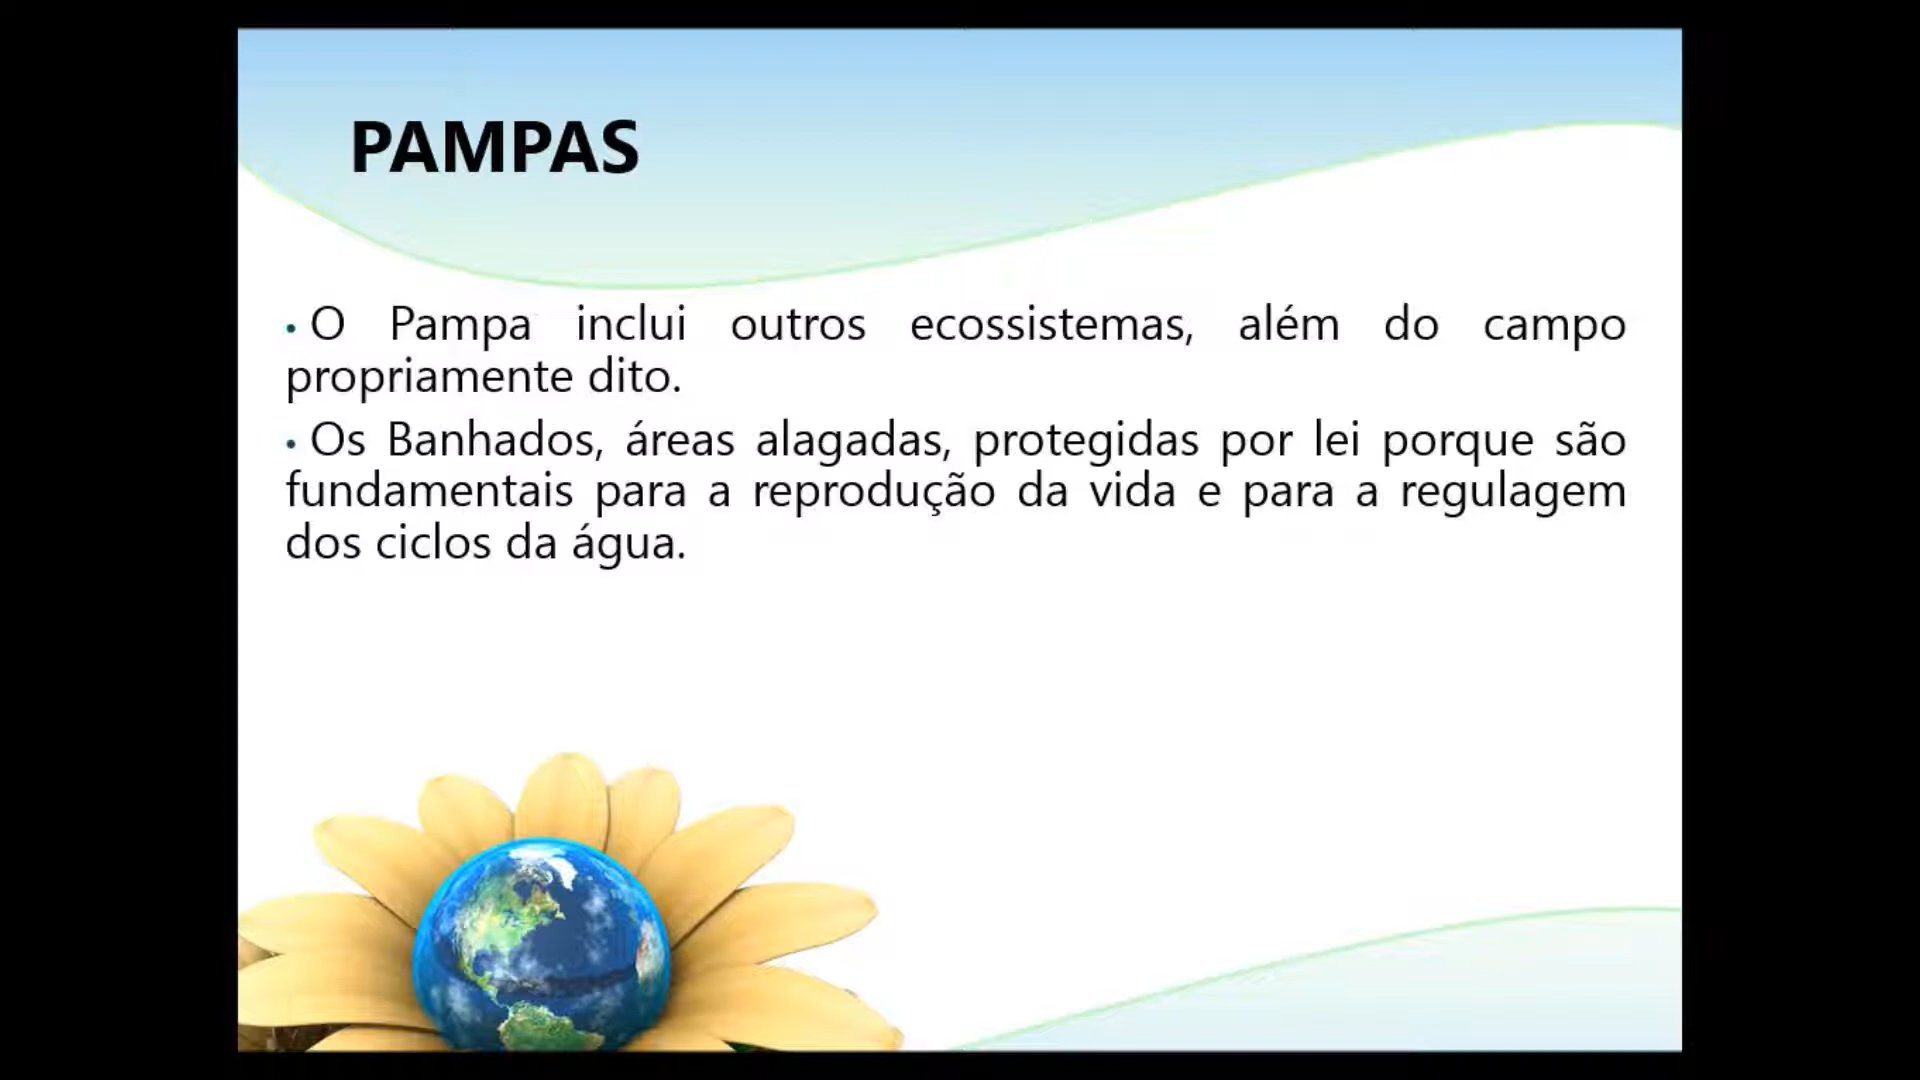 PAMPAS
• O Pampa inclui outros ecossistemas, além do campo
propriamente dito.
• Os Banhados, áreas alagadas, protegidas por lei porque são
fundamentais para a reprodução da vida e para a regulagem
dos ciclos da água.